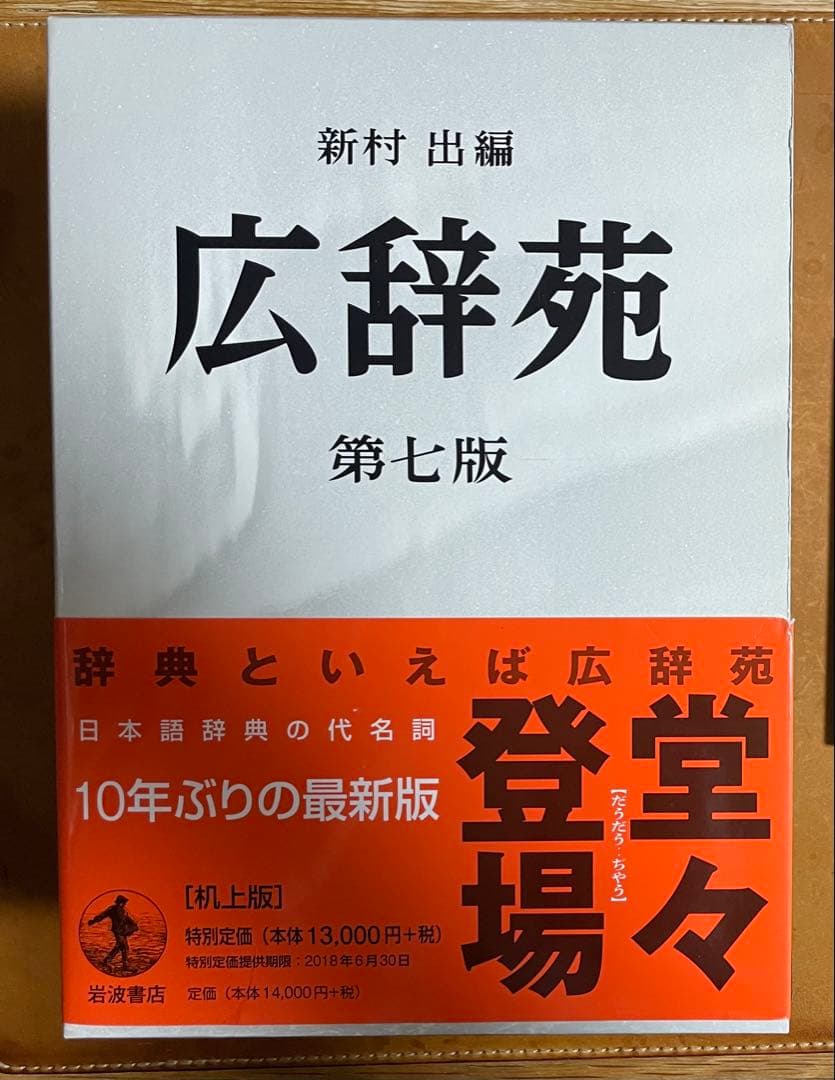 新村 出編
広辞苑
第七版
辞典といえば広辞苑
日本語辞典の代名詞
10年ぶりの最新版
堂々
登場
【だうだう‥ぢやう】
[机上版]
特別定価（本体13,000円＋税）
特別定価提供期限：2018年6月30日
岩波書店
定価（本体14,000円＋税）